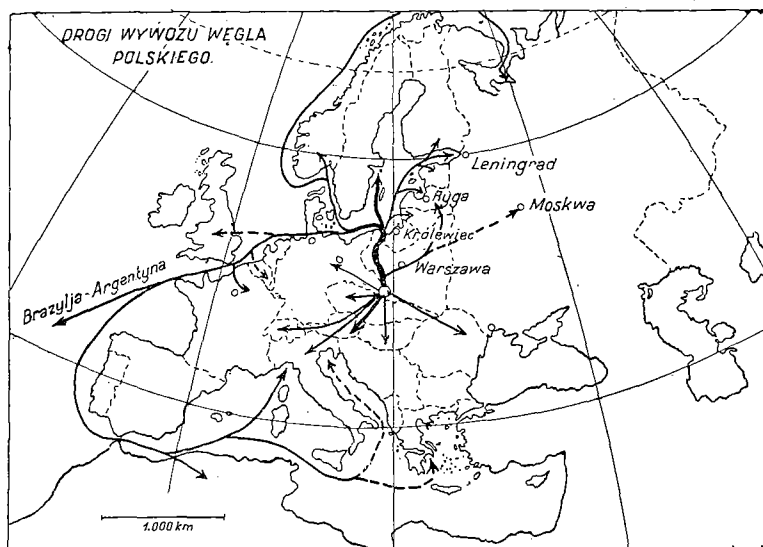 DROGI WYWOZU WĘGLA
POLSKIEGO.
Leningrad
Ryga
Moskwa
Królewiec
Warszawa
Brazylja-Argentyna
1.000 km